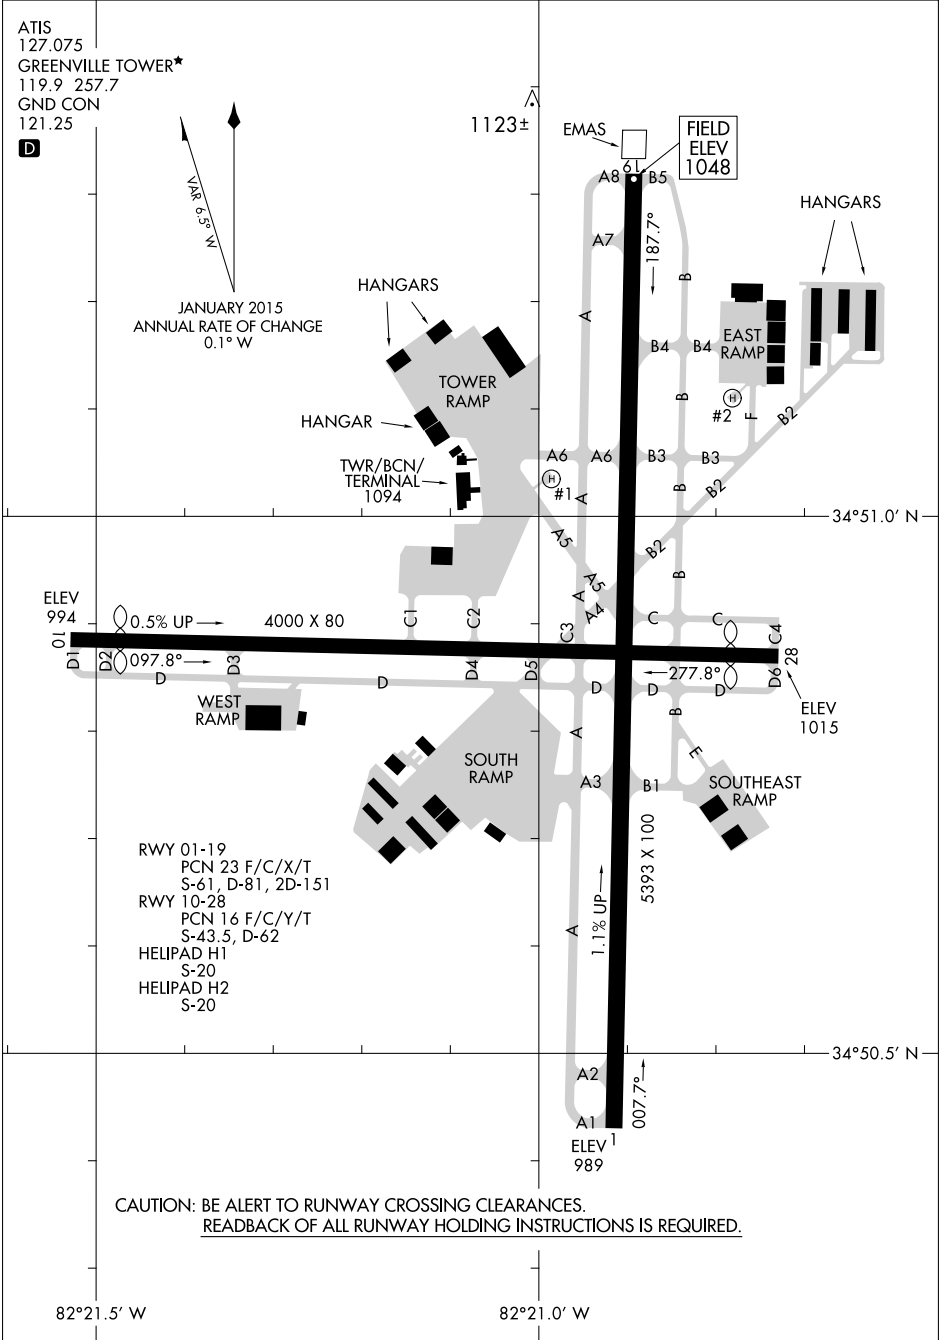 ATIS
127.075
GREENVILLE TOWER★
119.9 257.7
GND CON
121.25
D
VAR 6.5° W
JANUARY 2015
ANNUAL RATE OF CHANGE
0.1° W
1123±
EMAS
FIELD
ELEV
1048
19
A8
B5
187.7°
HANGARS
A7
B
HANGARS
A
EAST
RAMP
B4
B4
TOWER
RAMP
B
H
#2
F
B2
HANGAR
A6
A6
B3
B3
TWR/BCN/
TERMINAL
1094
H
#1
A
B
B2
34°51.0' N
A5
B2
A5
B
ELEV
994
0.5% UP
4000 X 80
C1
C2
A
A4
C3
C
C
C4
10
28
D1
D2
097.8°
D3
D4
D5
277.8°
D6
D
D
D
D
D
WEST
RAMP
B
ELEV
1015
A
E
SOUTH
RAMP
A3
B1
SOUTHEAST
RAMP
RWY 01-19
PCN 23 F/C/X/T
S-61, D-81, 2D-151
RWY 10-28
PCN 16 F/C/Y/T
S-43.5, D-62
HELIPAD H1
S-20
HELIPAD H2
S-20
5393 X 100
1.1% UP
A
34°50.5' N
A2
007.7°
A1
1
ELEV
989
CAUTION: BE ALERT TO RUNWAY CROSSING CLEARANCES.
READBACK OF ALL RUNWAY HOLDING INSTRUCTIONS IS REQUIRED.
82°21.5' W
82°21.0' W